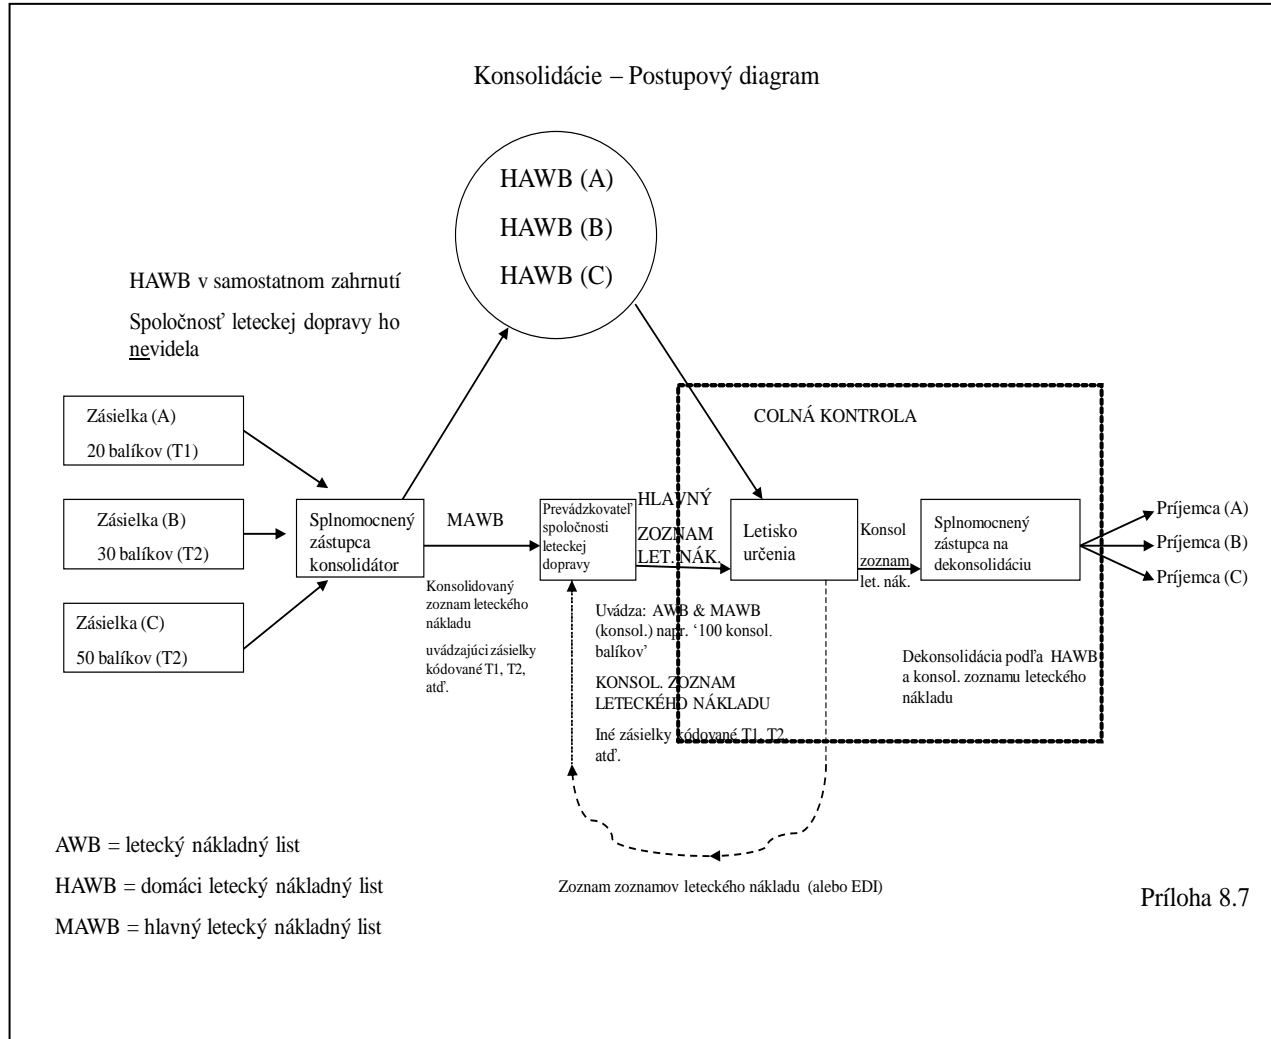 Konsolidácie – Postupový diagram
HAWB (A)
HAWB (B)
HAWB (C)
HAWB v samostatnom zahrnutí
Spoločnosť leteckej dopravy ho
nevidela
Zásielka (A)
20 balíkov (T1)
Zásielka (B)
30 balíkov (T2)
Zásielka (C)
50 balíkov (T2)
Splnomocnený
zástupca
konsolidátor
MAWB
Konsolidovaný
zoznam leteckého
nákladu
uvádzajúci zásielky
kódované T1, T2,
atď.
Prevádzkovateľ
spoločnosti
leteckej
dopravy
HLAVNÝ
ZOZNAM
LET. NÁK.
Uvádza: AWB & MAWB
(konsol.) napr. ‘100 konsol.
balíkov’
KONSOL. ZOZNAM
LETECKÉHO NÁKLADU
Iné zásielky kódované T1, T2,
atď.
COLNÁ KONTROLA
Letisko
určenia
Konsol
zoznam
let. nák.
Splnomocnený
zástupca na
dekonsolidáciu
Dekonsolidácia podľa HAWB
a konsol. zoznamu leteckého
nákladu
Príjemca (A)
Príjemca (B)
Príjemca (C)
Zoznam zoznamov leteckého nákladu (alebo EDI)
AWB = letecký nákladný list
HAWB = domáci letecký nákladný list
MAWB = hlavný letecký nákladný list
Príloha 8.7